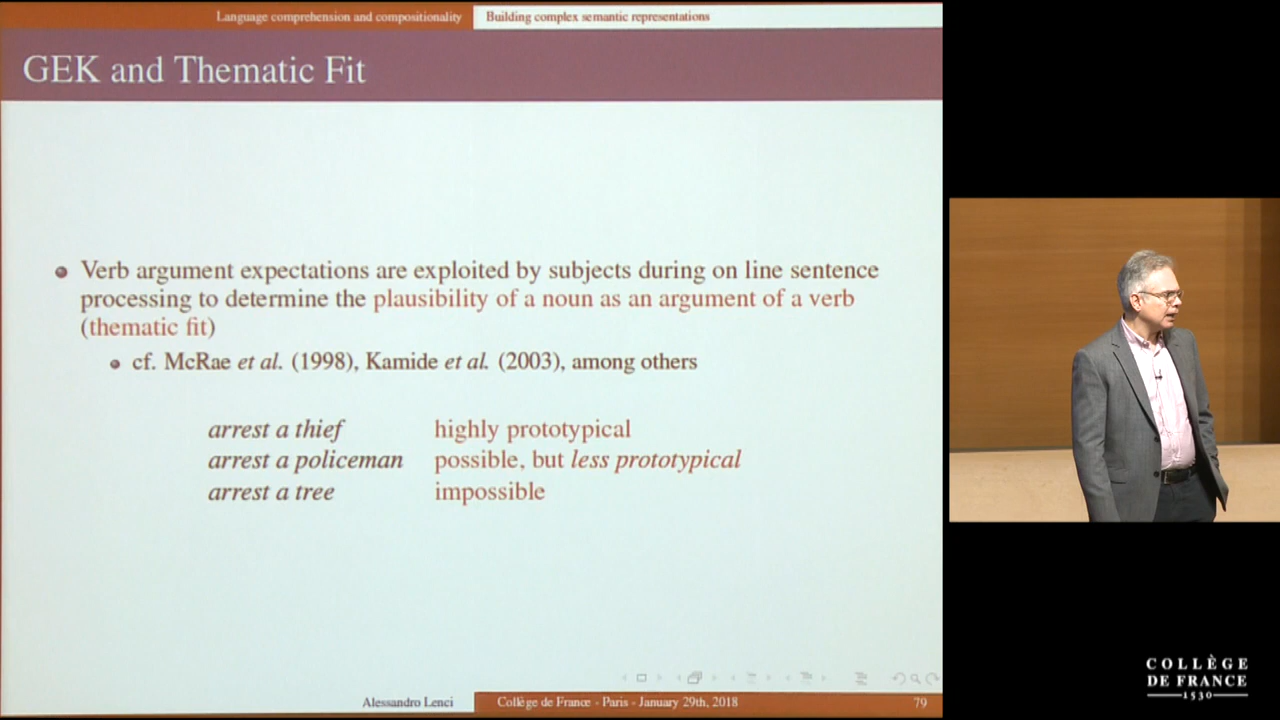 Language comprehension and compositionality
Building complex semantic representations
GEK and Thematic Fit
Verb argument expectations are exploited by subjects during on line sentence
processing to determine the plausibility of a noun as an argument of a verb
(thematic fit)
cf. McRae et al. (1998), Kamide et al. (2003), among others
arrest a thief highly prototypical
arrest a policeman possible, but less prototypical
arrest a tree impossible
Alessandro Lenci
Collège de France - Paris - January 29th, 2018
79
COLLÈGE
DE FRANCE
1530